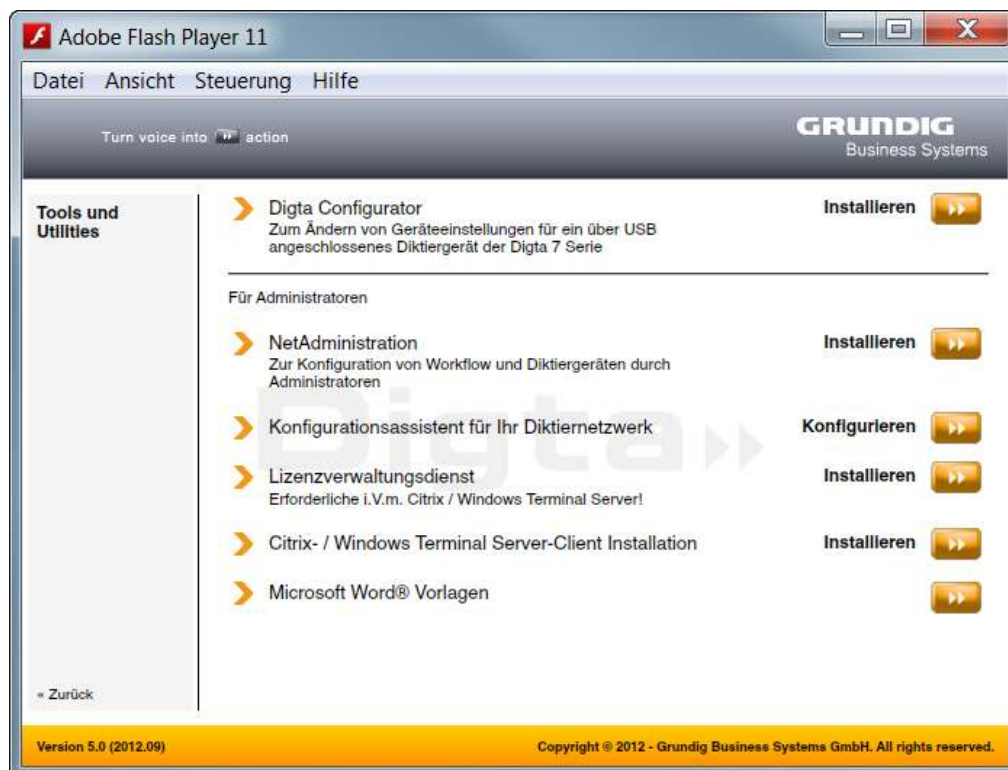 Adobe Flash Player 11
Datei Ansicht Steuerung Hilfe
Turn voice into action
GRUNDIG
Business Systems
Tools und
Utilities
Digta Configurator
Installieren
Zum Ändern von Geräteeinstellungen für ein über USB
angeschlossenes Diktiergerät der Digta 7 Serie
Für Administratoren
NetAdministration
Installieren
Zur Konfiguration von Workflow und Diktiergeräten durch
Administratoren
Digta
Konfigurationsassistent für Ihr Diktiernetzwerk
Konfigurieren
Lizenzverwaltungsdienst
Installieren
Erforderliche i.V.m. Citrix / Windows Terminal Server!
Citrix- / Windows Terminal Server-Client Installation
Installieren
Microsoft Word® Vorlagen
« Zurück
Version 5.0 (2012.09)
Copyright © 2012 - Grundig Business Systems GmbH. All rights reserved.